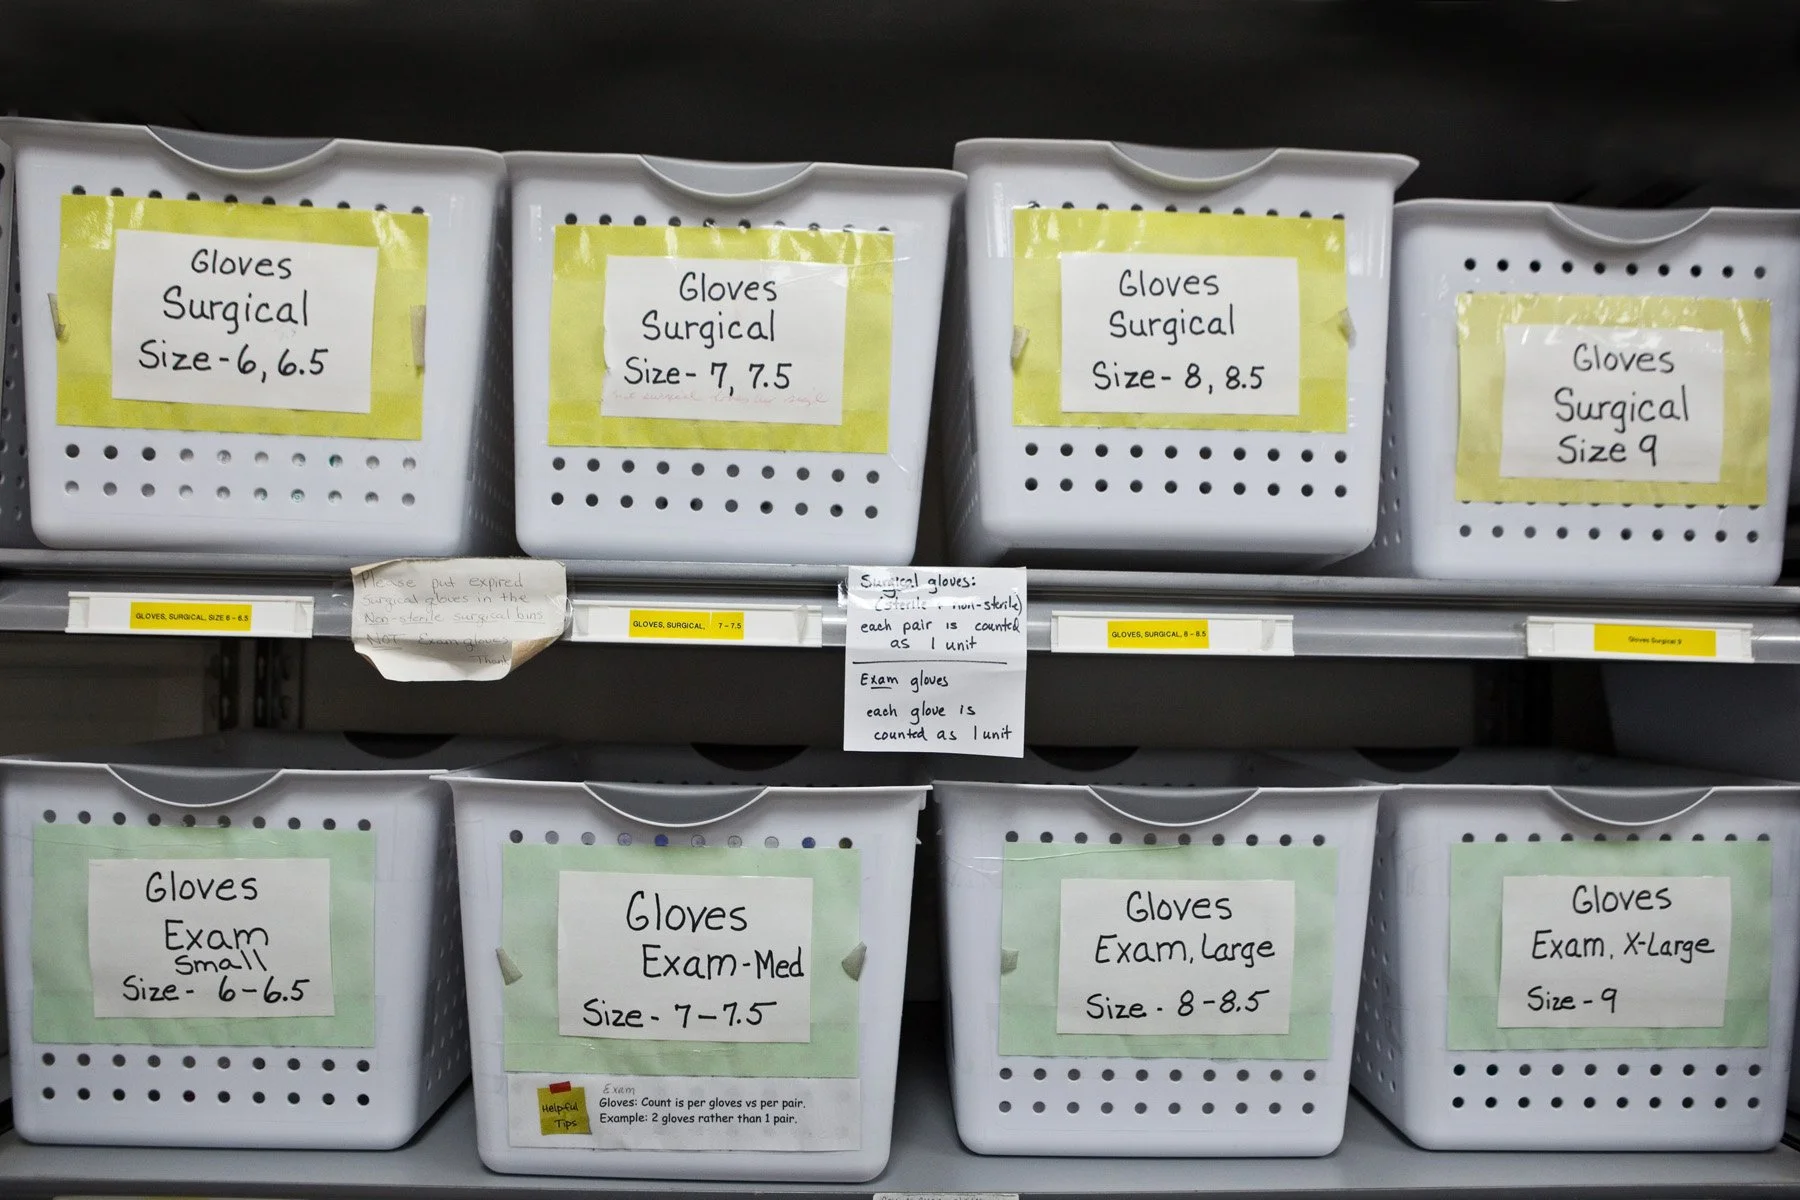 Gloves
Surgical
Size-6, 6.5
Gloves
Surgical
Size- 7, 7.5
Gloves
Surgical
Size- 8, 8.5
Gloves
Surgical
Size 9
GLOVES, SURGICAL, SIZE 6 – 6.5
Please put expired
surgical gloves in the
Non-sterile surgical bins
NOT Exam gloves
GLOVES, SURGICAL, 7 – 7.5
Surgical gloves:
(sterile + non-sterile)
each pair is counted
as 1 unit
Exam gloves
each glove is
counted as 1 unit
GLOVES, SURGICAL, 8 – 8.5
Gloves Surgical 9
Gloves
Exam
Small
Size- 6-6.5
Gloves
Exam-Med
Size- 7-7.5
Helpful
Tips
Exam
Gloves: Count is per gloves vs per pair.
Example: 2 gloves rather than 1 pair.
Gloves
Exam, Large
Size- 8-8.5
Gloves
Exam, X-Large
Size-9